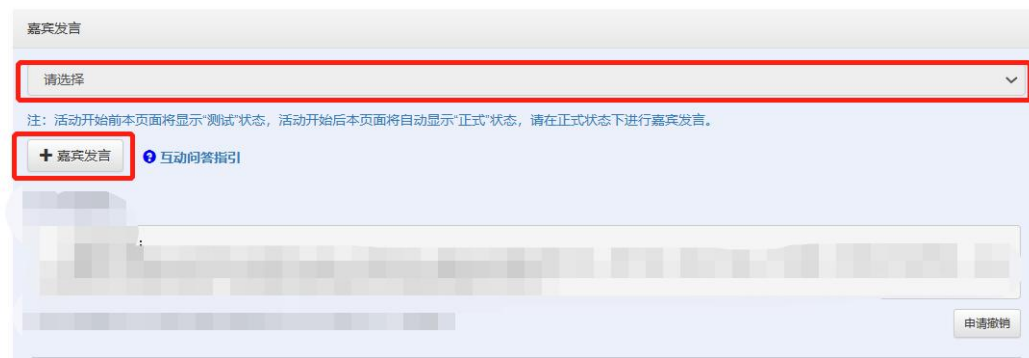 嘉宾发言
请选择
注：活动开始前本页面将显示“测试”状态，活动开始后本页面将自动显示“正式”状态，请在正式状态下进行嘉宾发言。
+ 嘉宾发言 ? 互动问答指引
:
申请撤销